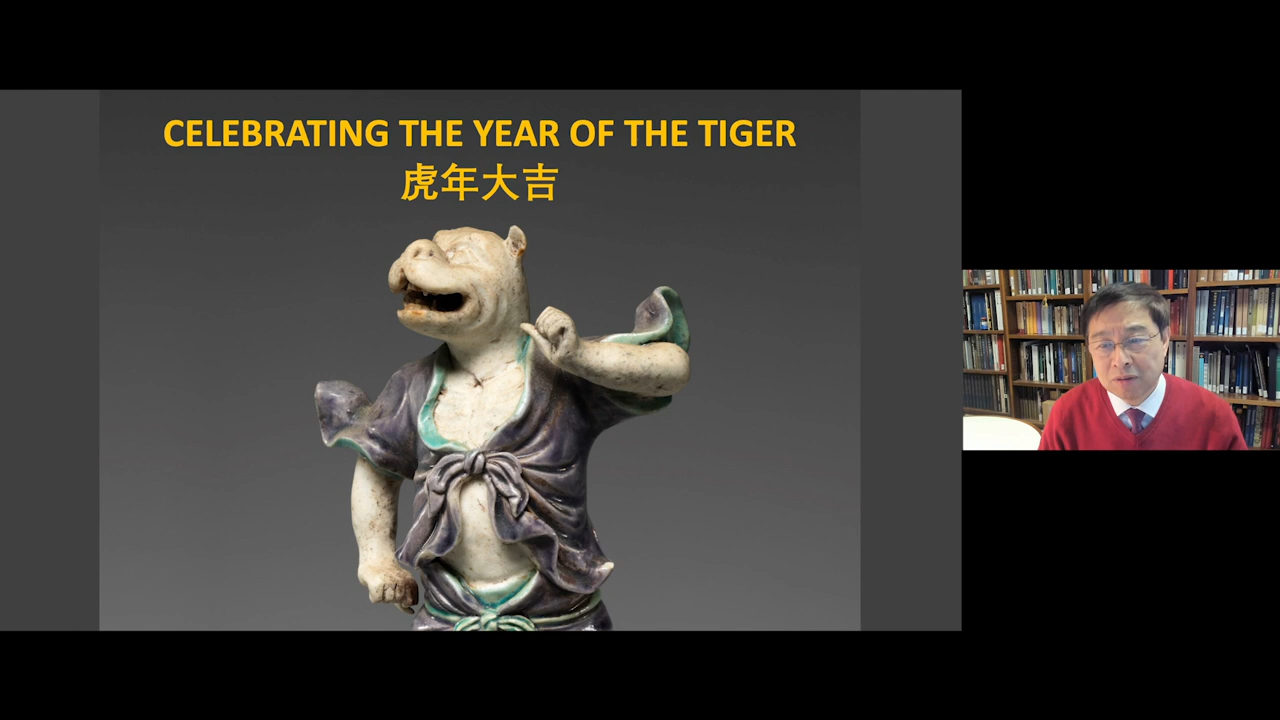 CELEBRATING THE YEAR OF THE TIGER
虎年大吉